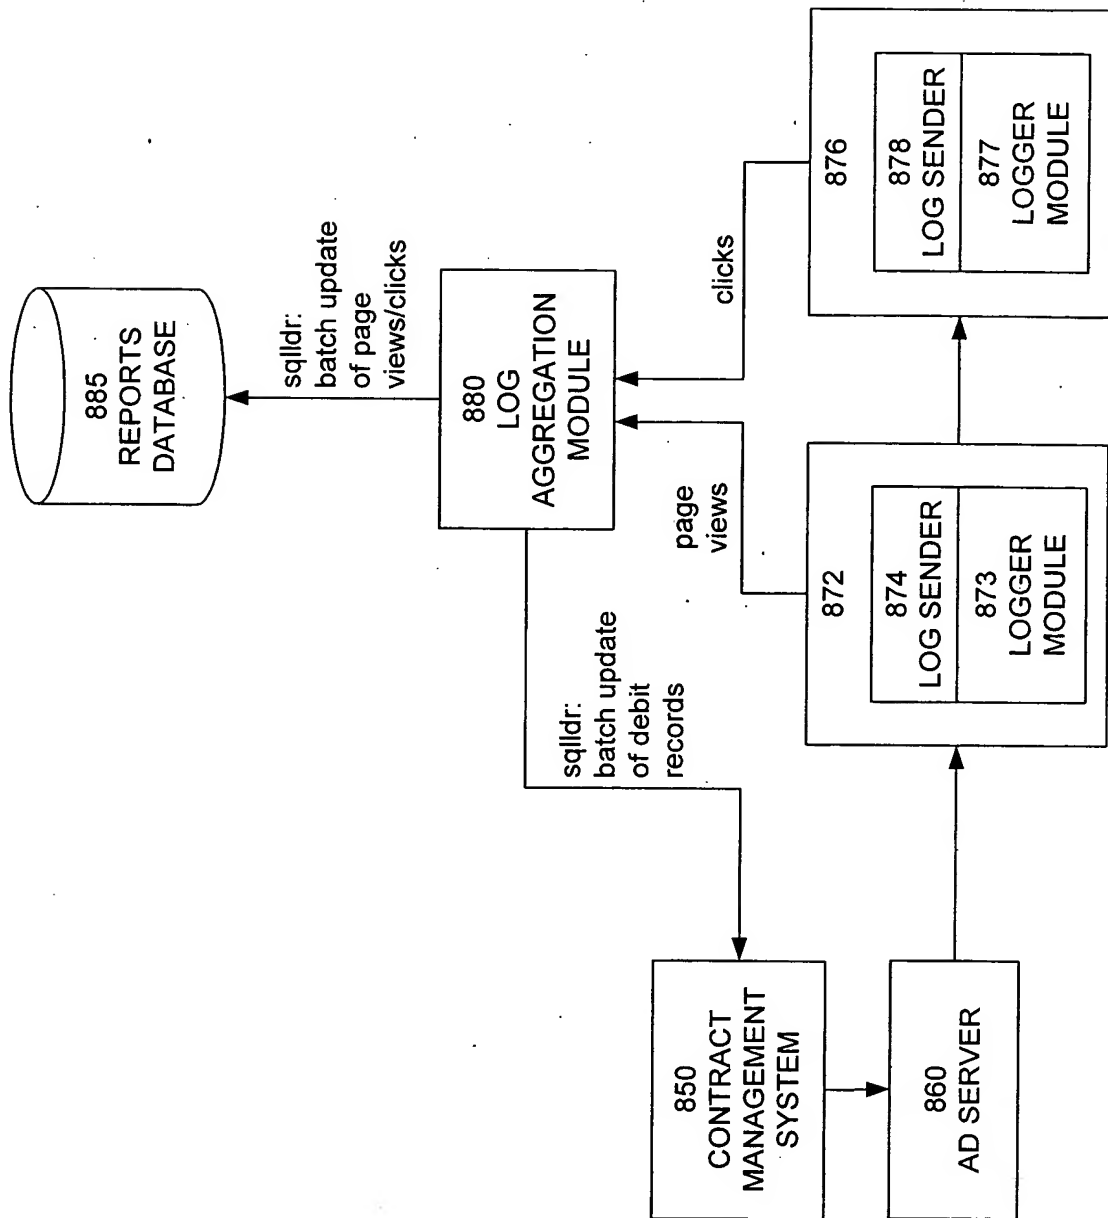 885
REPORTS
DATABASE
sqlldr:
batch update
of page
views/clicks
880
LOG
AGGREGATION
MODULE
sqlldr:
batch update
of debit
records
page
views
clicks
850
CONTRACT
MANAGEMENT
SYSTEM
860
AD SERVER
872
874
LOG SENDER
873
LOGGER
MODULE
876
878
LOG SENDER
877
LOGGER
MODULE